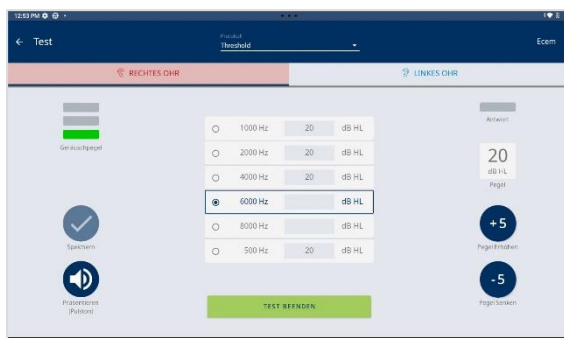 12:53 PM
← Test
Protokoll
Threshold
Ecem
RECHTES OHR
LINKES OHR
Geräuschpegel
1000 Hz 20 dB HL
2000 Hz 20 dB HL
4000 Hz 20 dB HL
6000 Hz dB HL
8000 Hz dB HL
500 Hz 20 dB HL
Antwort
20
dB HL
Pegel
Speichern
+5
Pegel Erhöhen
Präsentieren
(Pulston)
-5
Pegel Senken
TEST BEENDEN